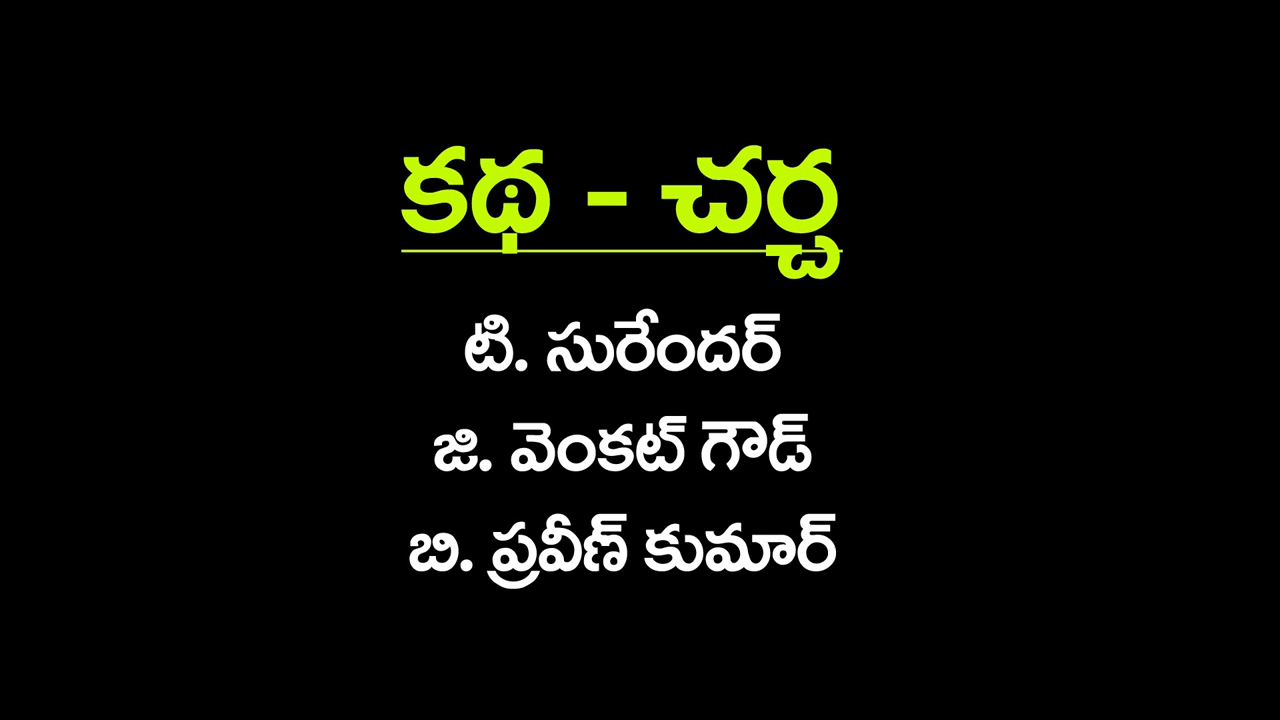 కథ - చర్చ
టి. సురేందర్
జి. వెంకట్ గౌడ్
బి. ప్రవీణ్ కుమార్